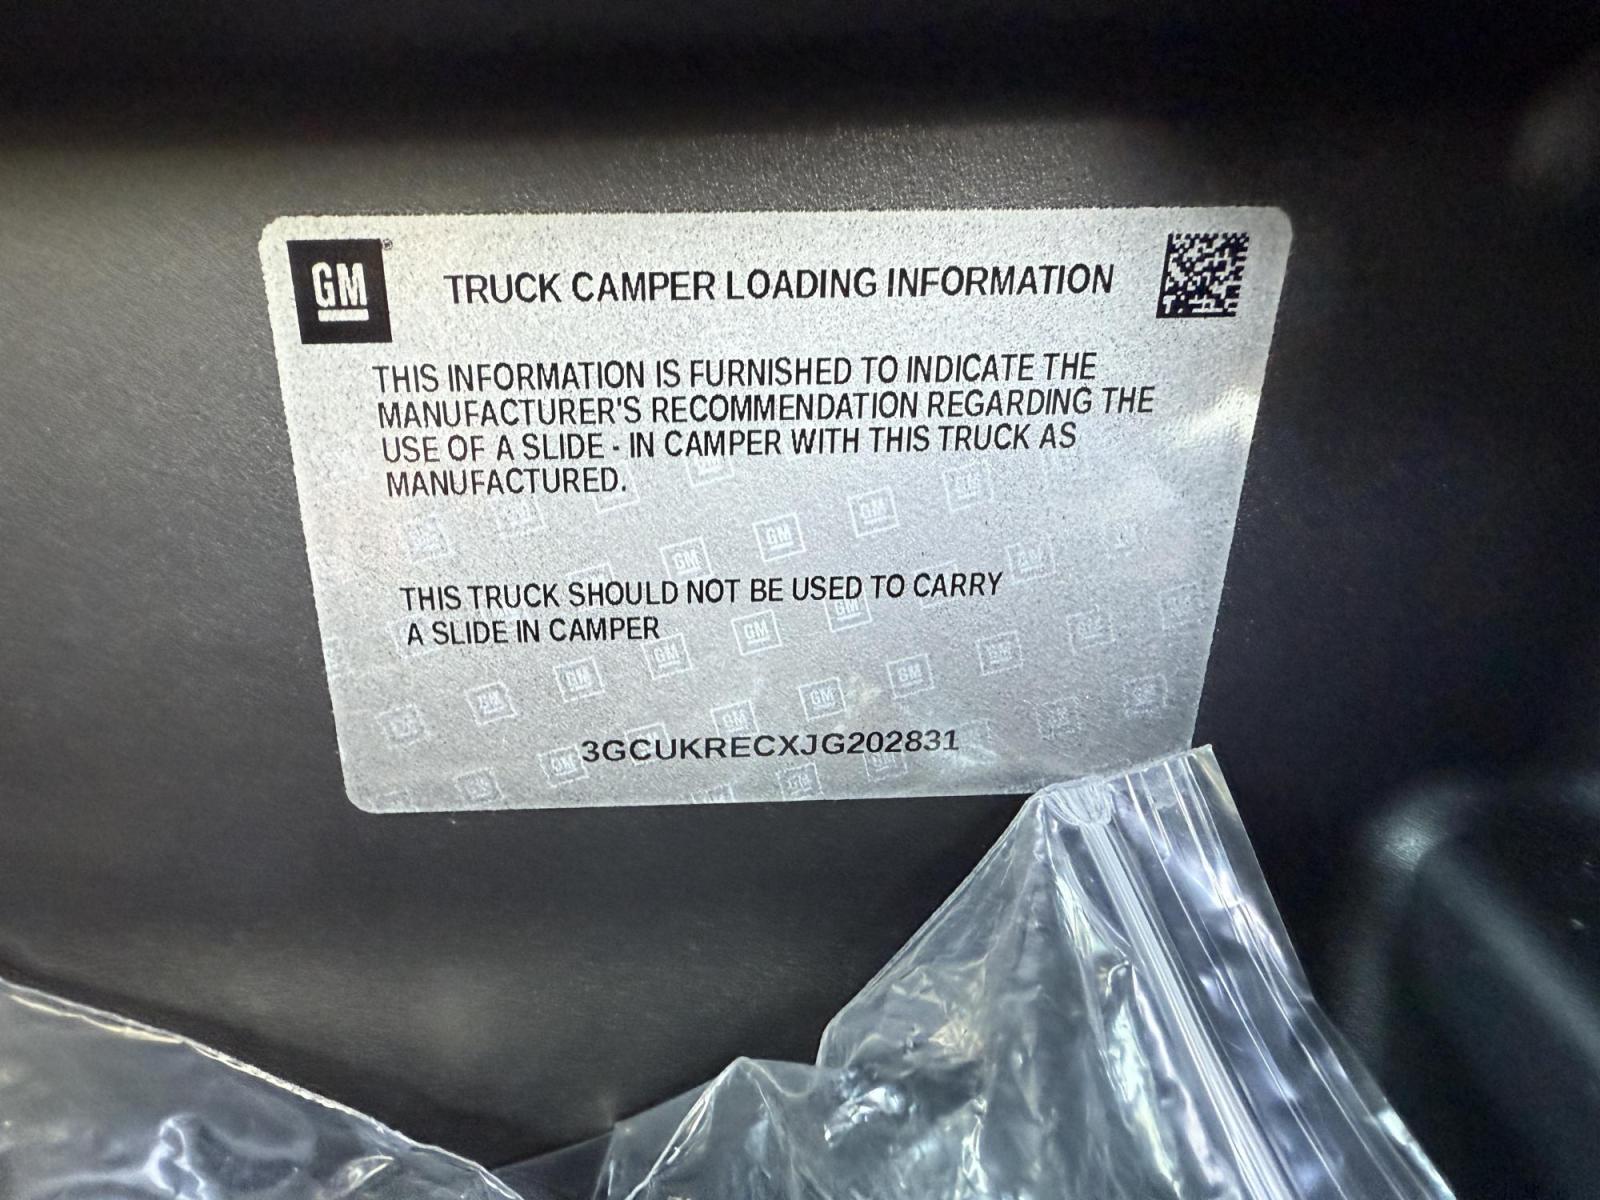 GM
TRUCK CAMPER LOADING INFORMATION
THIS INFORMATION IS FURNISHED TO INDICATE THE
MANUFACTURER'S RECOMMENDATION REGARDING THE
USE OF A SLIDE - IN CAMPER WITH THIS TRUCK AS
MANUFACTURED.
THIS TRUCK SHOULD NOT BE USED TO CARRY
A SLIDE IN CAMPER
3GCUKRECXJG202831